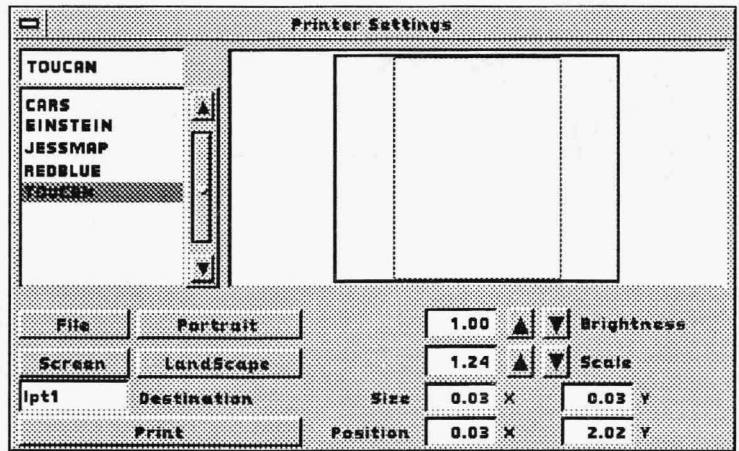 Printer Settings
TOUCAN
CARS
EINSTEIN
JESSMAP
REDBLUE
TOUCAN
File Portrait 1.00 Brightness
Screen LandScape 1.24 Scale
lpt1 Destination Size 0.03 X 0.03 Y
Print Position 0.03 X 2.02 Y